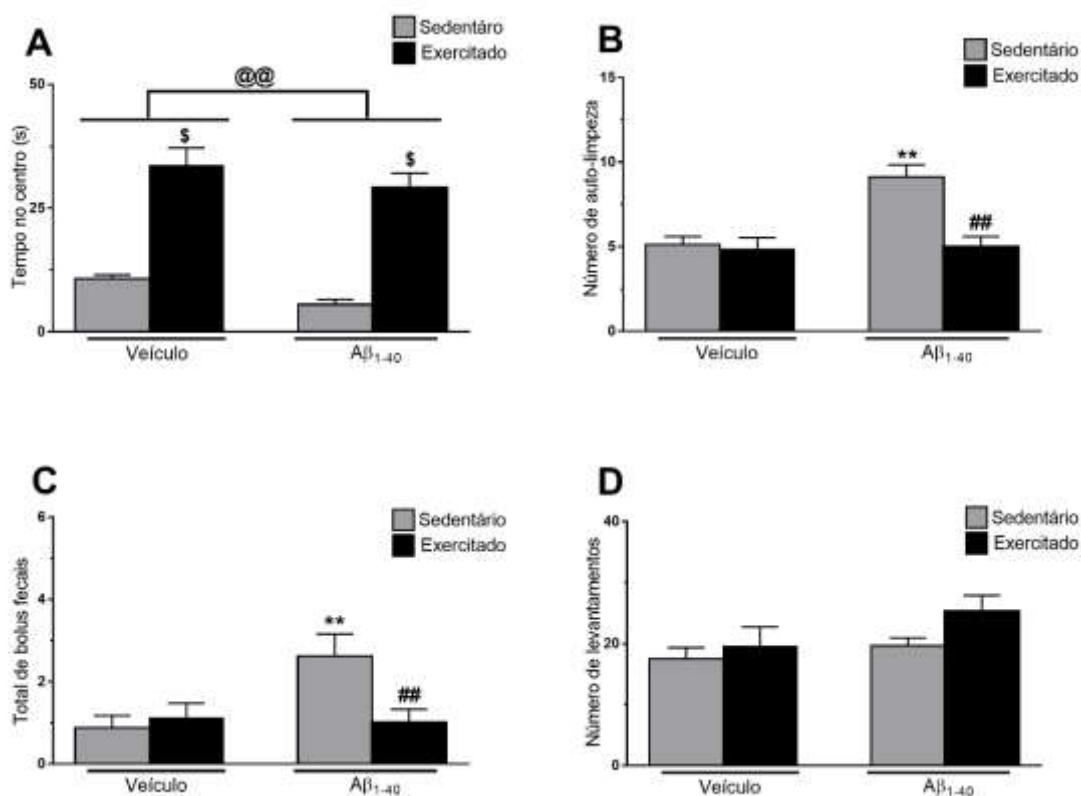 A
Sedentáro
Exercitado
Tempo no centro (s)
50
25
0
@@
$
$
Veículo
Aβ1-40
B
Sedentário
Exercitado
Número de auto-limpeza
15
10
5
0
**
##
Veículo
Aβ1-40
C
Sedentário
Exercitado
Total de bolus fecais
6
4
2
0
**
##
Veículo
Aβ1-40
D
Sedentário
Exercitado
Número de levantamentos
40
20
0
Veículo
Aβ1-40